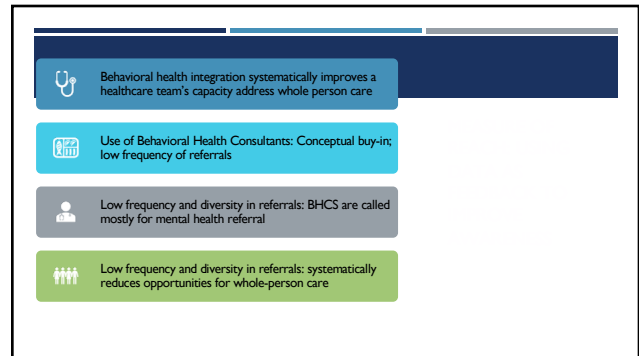 Behavioral health integration systematically improves a
healthcare team's capacity address whole person care
Use of Behavioral Health Consultants: Conceptual buy-in;
low frequency of referrals
Low frequency and diversity in referrals: BHCS are called
mostly for mental health referral
Low frequency and diversity in referrals: systematically
reduces opportunities for whole-person care